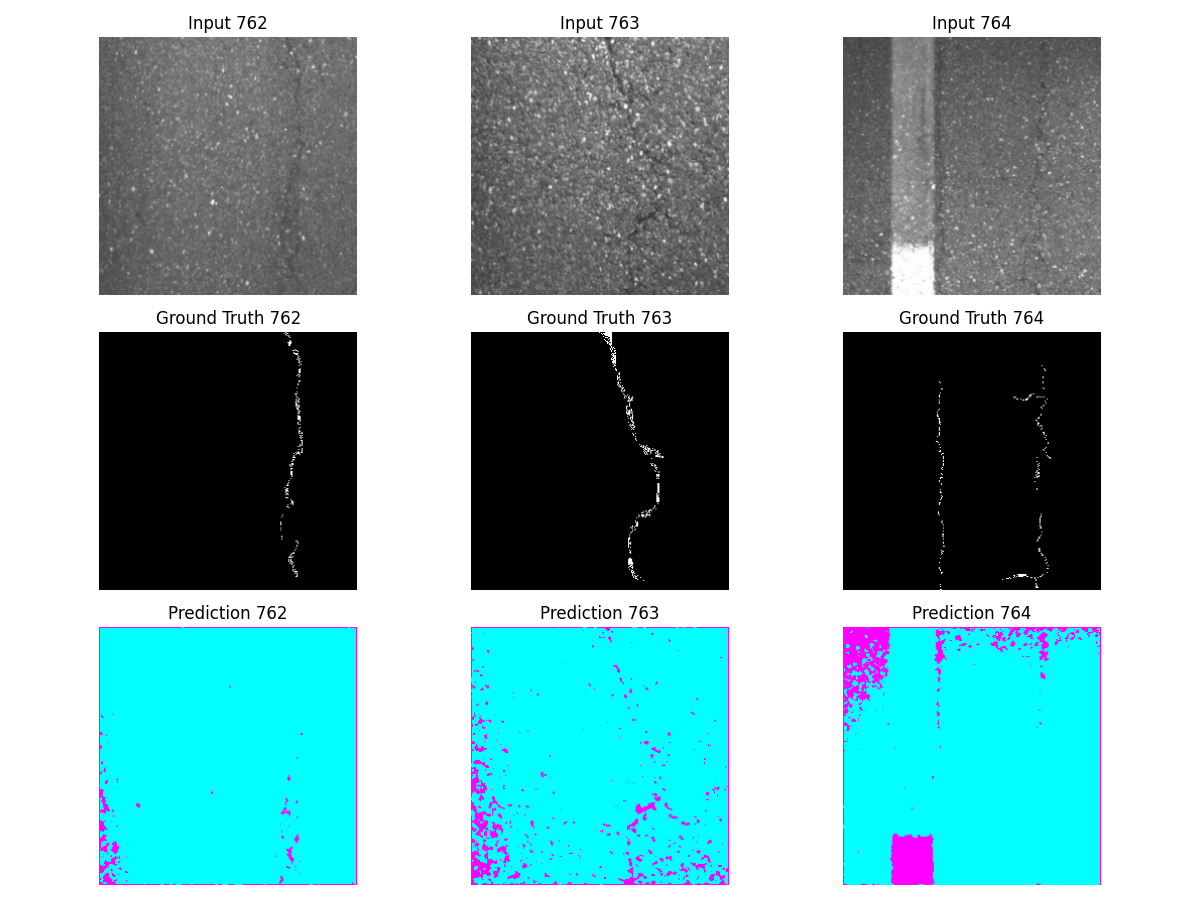 Input 762
Input 763
Input 764
Ground Truth 762
Ground Truth 763
Ground Truth 764
Prediction 762
Prediction 763
Prediction 764